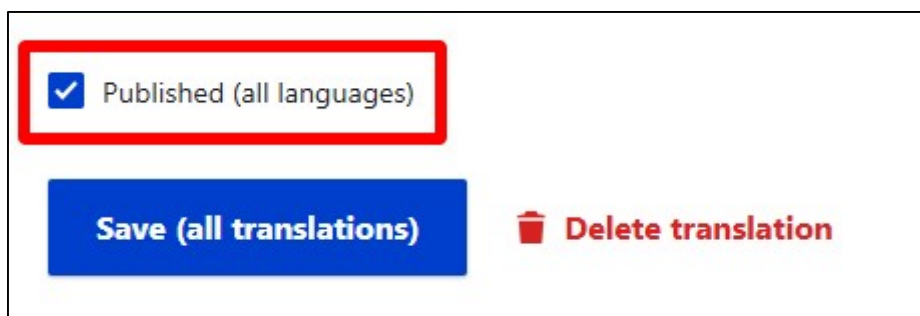 Published (all languages)
Save (all translations)
Delete translation